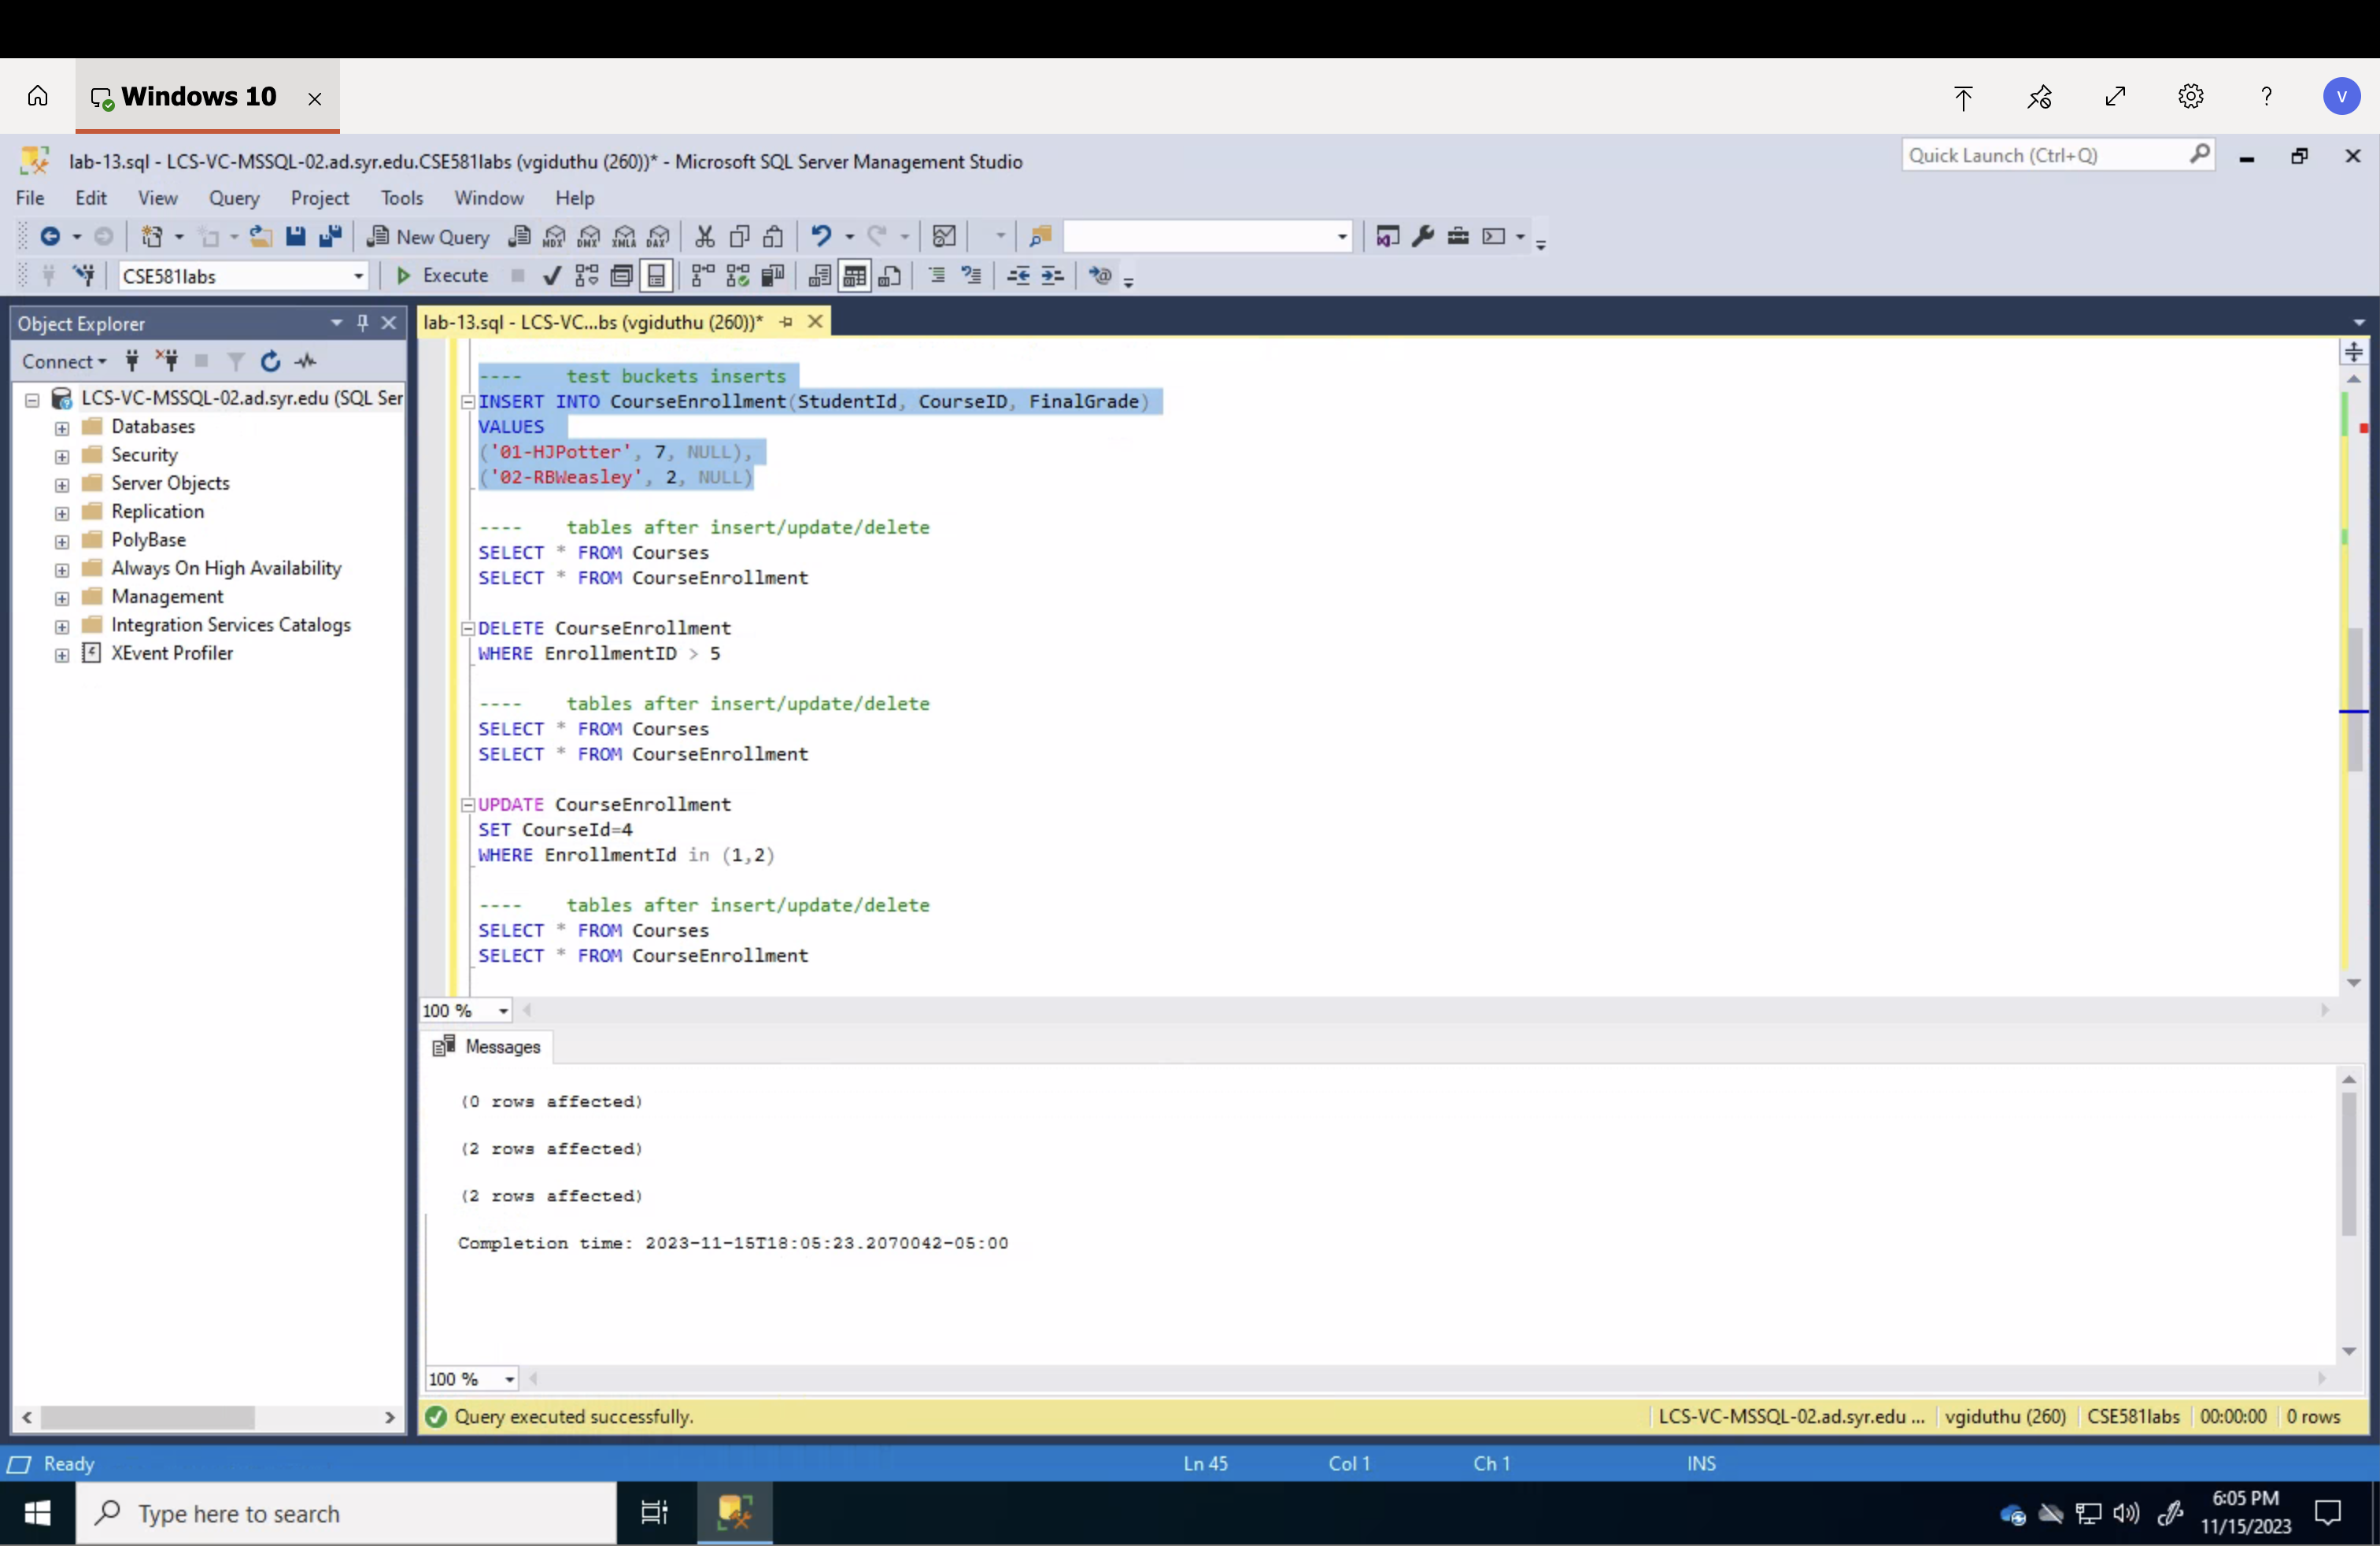 Windows 10
V
lab-13.sql - LCS-VC-MSSQL-02.ad.syr.edu.CSE581labs (vgiduthu (260))* - Microsoft SQL Server Management Studio
Quick Launch (Ctrl+Q)
File Edit View Query Project Tools Window Help
New Query MDX DMX XMLA DAX
CSE581labs Execute
Object Explorer
lab-13.sql - LCS-VC...bs (vgiduthu (260))*
Connect
LCS-VC-MSSQL-02.ad.syr.edu (SQL Ser
Databases
Security
Server Objects
Replication
PolyBase
Always On High Availability
Management
Integration Services Catalogs
XEvent Profiler
---- test buckets inserts
INSERT INTO CourseEnrollment(StudentId, CourseID, FinalGrade)
VALUES
('01-HJPotter', 7, NULL),
('02-RBWeasley', 2, NULL)
---- tables after insert/update/delete
SELECT * FROM Courses
SELECT * FROM CourseEnrollment
DELETE CourseEnrollment
WHERE EnrollmentID > 5
---- tables after insert/update/delete
SELECT * FROM Courses
SELECT * FROM CourseEnrollment
UPDATE CourseEnrollment
SET CourseId=4
WHERE EnrollmentId in (1,2)
---- tables after insert/update/delete
SELECT * FROM Courses
SELECT * FROM CourseEnrollment
100 %
Messages
(0 rows affected)
(2 rows affected)
(2 rows affected)
Completion time: 2023-11-15T18:05:23.2070042-05:00
100 %
Query executed successfully. LCS-VC-MSSQL-02.ad.syr.edu ... vgiduthu (260) CSE581labs 00:00:00 0 rows
Ready Ln 45 Col 1 Ch 1 INS
Type here to search
6:05 PM
11/15/2023